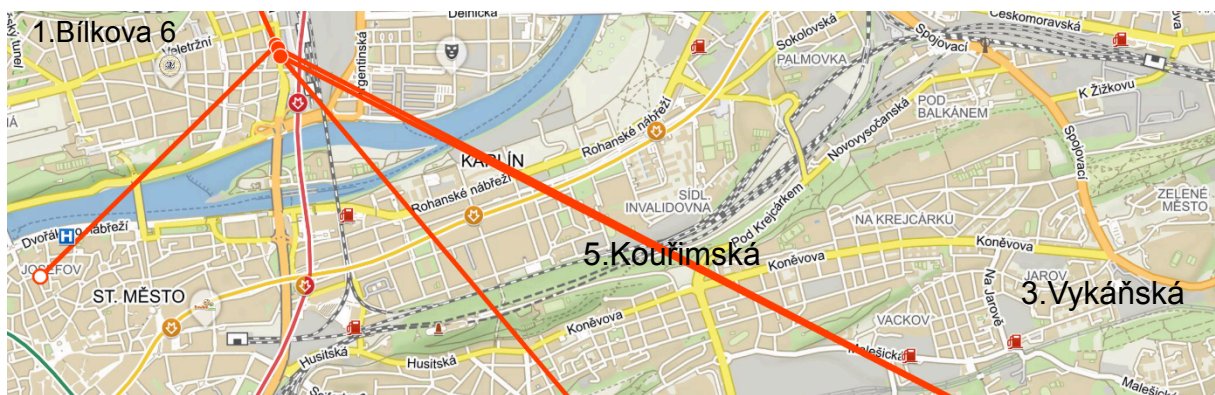 1.Bílkova 6
Veletržní
Dělnická
Argentinská
Sokolovská
PALMOVKA
Spojovací
Českomoravská
K Žižkovu
POD
BALKÁNEM
Novovysočanská
Spojovací
Rohanské nábřeží
KARLÍN
Rohanské nábřeží
SÍDL.
INVALIDOVNA
Pod Krejcárkem
NA KREJCÁRKU
ZELENÉ
MĚSTO
Dvořákovo nábřeží
H
JOSEFOV
ST. MĚSTO
5.Kouřimská
Koněvova
Koněvova
Na Jarově
JAROV
3.Vykáňská
VACKOV
Koněvova
Husitská
Husitská
Malešická
Malešická